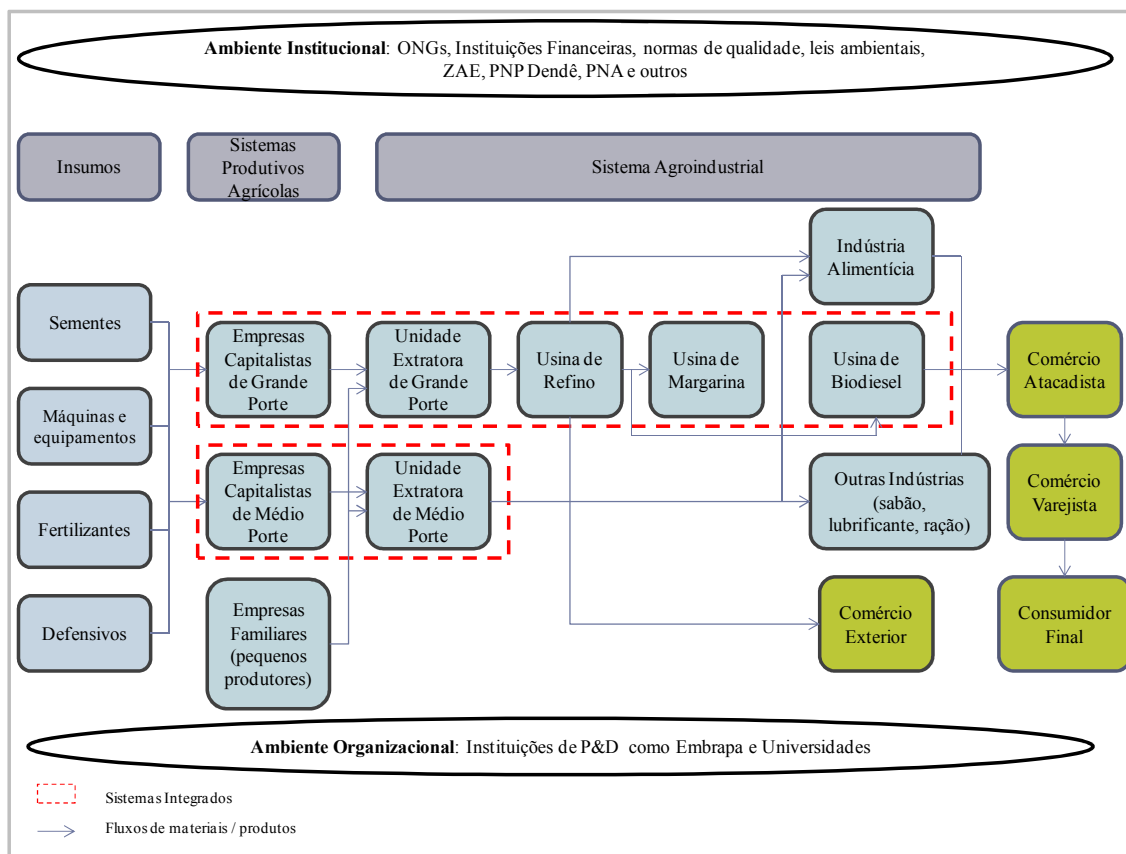 Ambiente Institucional: ONGs, Instituições Financeiras, normas de qualidade, leis ambientais,
ZAE, PNP Dendê, PNA e outros
Insumos
Sistemas
Produtivos
Agrícolas
Sistema Agroindustrial
Indústria
Alimentícia
Sementes
Empresas
Capitalistas
de Grande
Porte
Unidade
Extratora
de Grande
Porte
Usina de
Refino
Usina de
Margarina
Usina de
Biodiesel
Comércio
Atacadista
Máquinas e
equipamentos
Empresas
Capitalistas
de Médio
Porte
Unidade
Extratora
de Médio
Porte
Outras Indústrias
(sabão,
lubrificante, ração)
Comércio
Varejista
Fertilizantes
Defensivos
Empresas
Familiares
(pequenos
produtores)
Comércio
Exterior
Consumidor
Final
Ambiente Organizacional: Instituições de P&D como Embrapa e Universidades
Sistemas Integrados
Fluxos de materiais / produtos